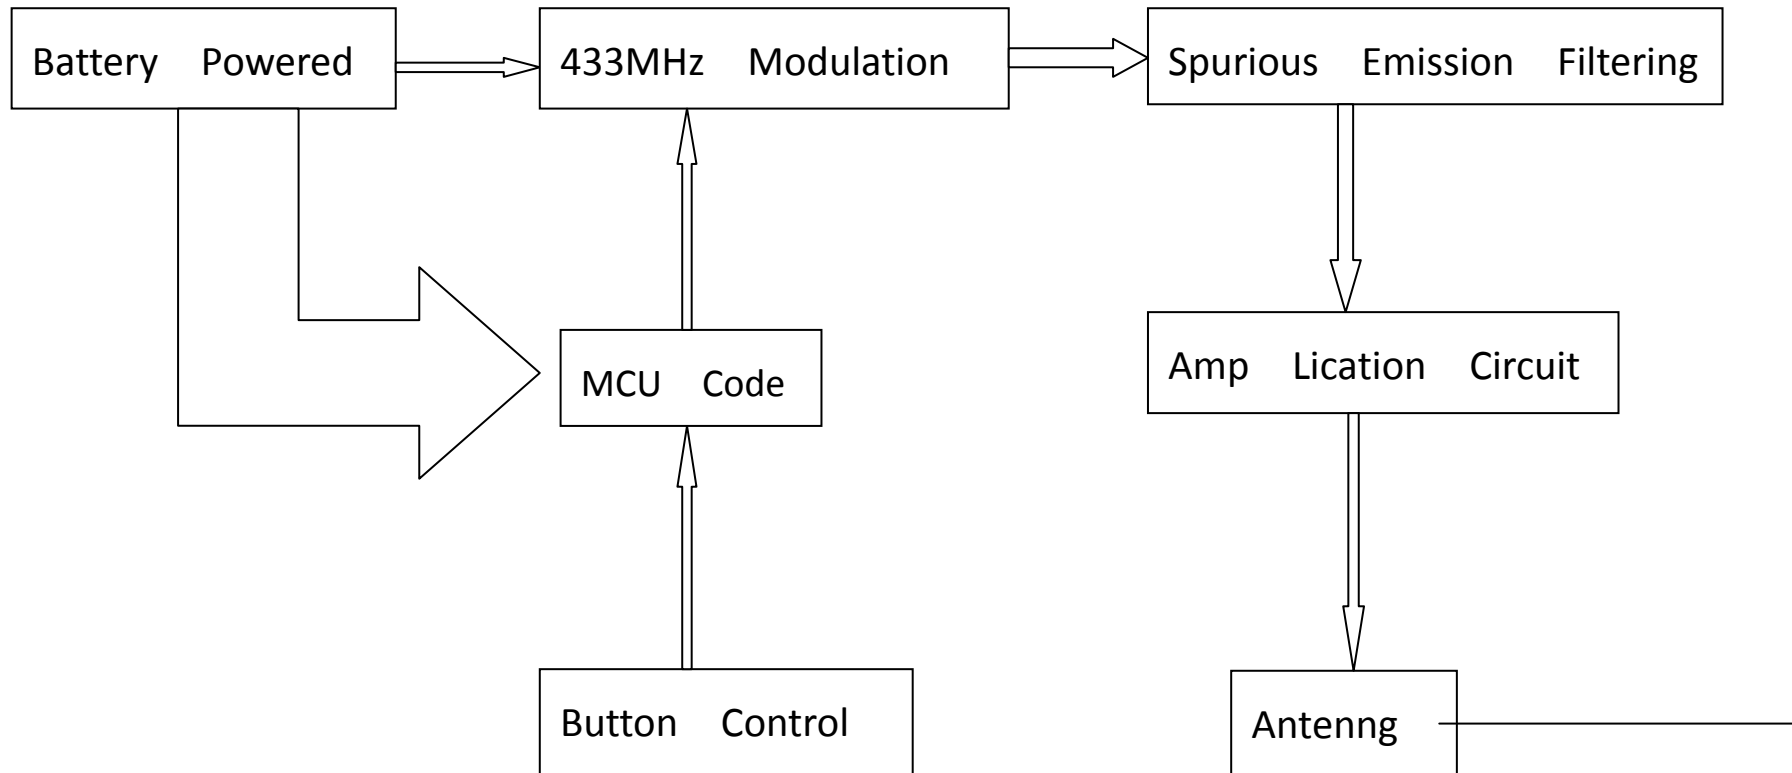 Battery Powered
433MHz Modulation
Spurious Emission Filtering
MCU Code
Amp Lication Circuit
Button Control
Antenng